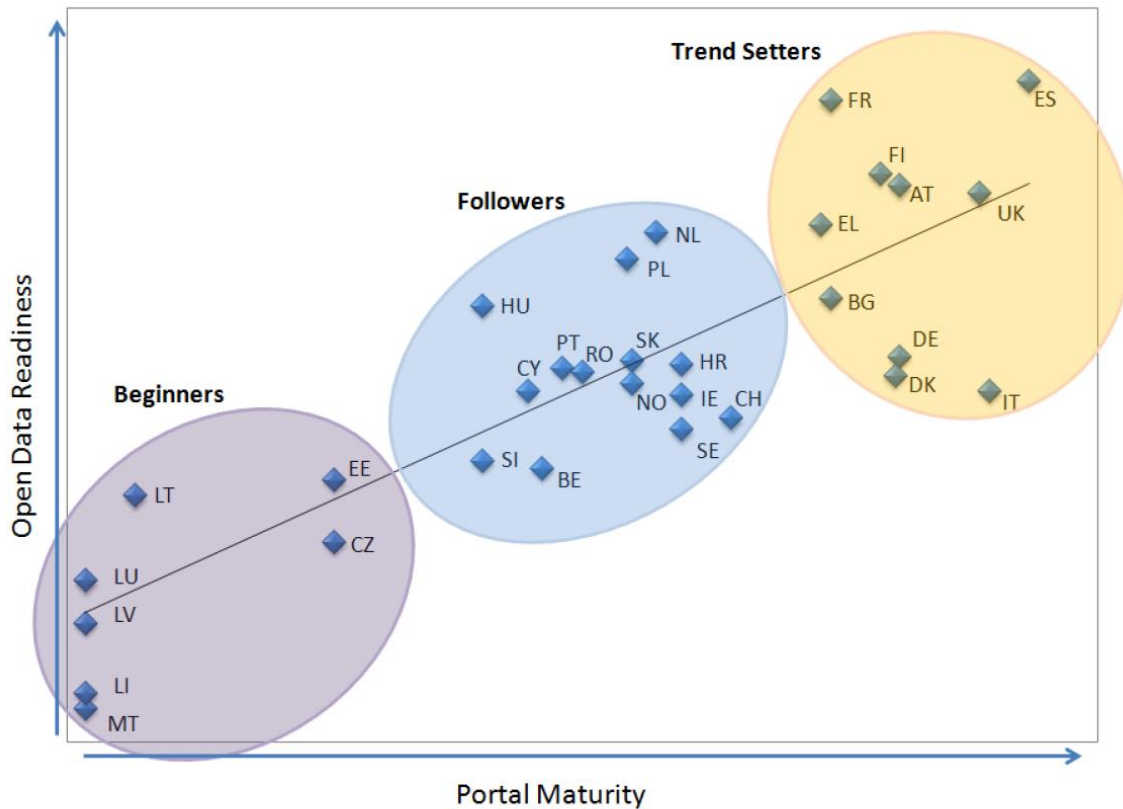 Trend Setters
FR
ES
FI
AT
UK
EL
BG
DE
DK
IT
Followers
NL
PL
HU
PT
RO
SK
HR
CY
NO
IE
CH
SE
SI
BE
Beginners
EE
LT
CZ
LU
LV
LI
MT
Open Data Readiness
Portal Maturity